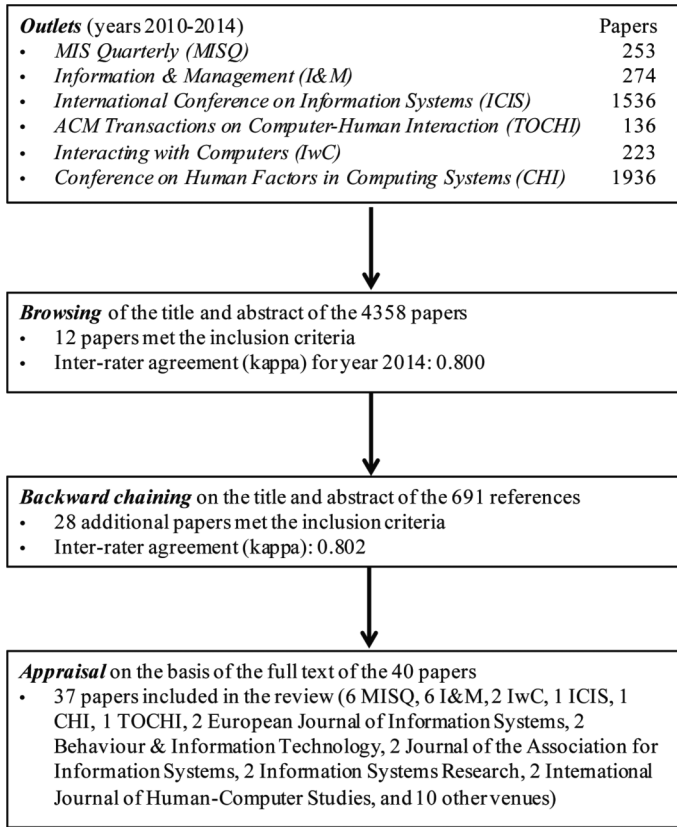 Outlets (years 2010-2014) Papers
• MIS Quarterly (MISQ) 253
• Information & Management (I&M) 274
• International Conference on Information Systems (ICIS) 1536
• ACM Transactions on Computer-Human Interaction (TOCHI) 136
• Interacting with Computers (IwC) 223
• Conference on Human Factors in Computing Systems (CHI) 1936
Browsing of the title and abstract of the 4358 papers
• 12 papers met the inclusion criteria
• Inter-rater agreement (kappa) for year 2014: 0.800
Backward chaining on the title and abstract of the 691 references
• 28 additional papers met the inclusion criteria
• Inter-rater agreement (kappa): 0.802
Appraisal on the basis of the full text of the 40 papers
• 37 papers included in the review (6 MISQ, 6 I&M, 2 IwC, 1 ICIS, 1
CHI, 1 TOCHI, 2 European Journal of Information Systems, 2
Behaviour & Information Technology, 2 Journal of the Association for
Information Systems, 2 Information Systems Research, 2 International
Journal of Human-Computer Studies, and 10 other venues)